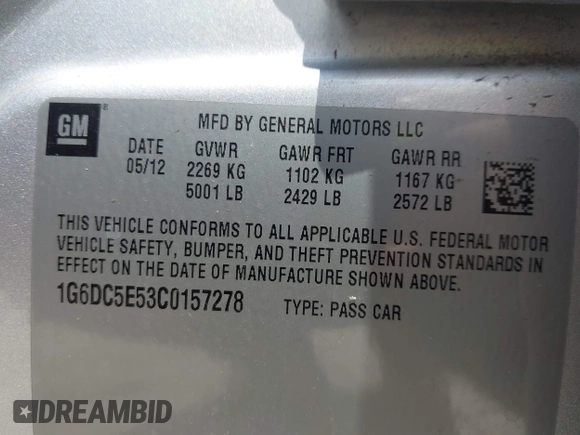 GM ®
MFD BY GENERAL MOTORS LLC
DATE GVWR GAWR FRT GAWR RR
05/12 2269 KG 1102 KG 1167 KG
5001 LB 2429 LB 2572 LB
THIS VEHICLE CONFORMS TO ALL APPLICABLE U.S. FEDERAL MOTOR
VEHICLE SAFETY, BUMPER, AND THEFT PREVENTION STANDARDS IN
EFFECT ON THE DATE OF MANUFACTURE SHOWN ABOVE.
1G6DC5E53C0157278 TYPE: PASS CAR
DREAMBID